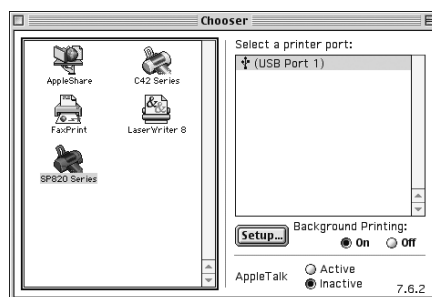 Chooser
AppleShare
C42 Series
FaxPrint
LaserWriter 8
SP820 Series
Select a printer port:
(USB Port 1)
Setup...
Background Printing:
On
Off
AppleTalk
Active
Inactive
7.6.2